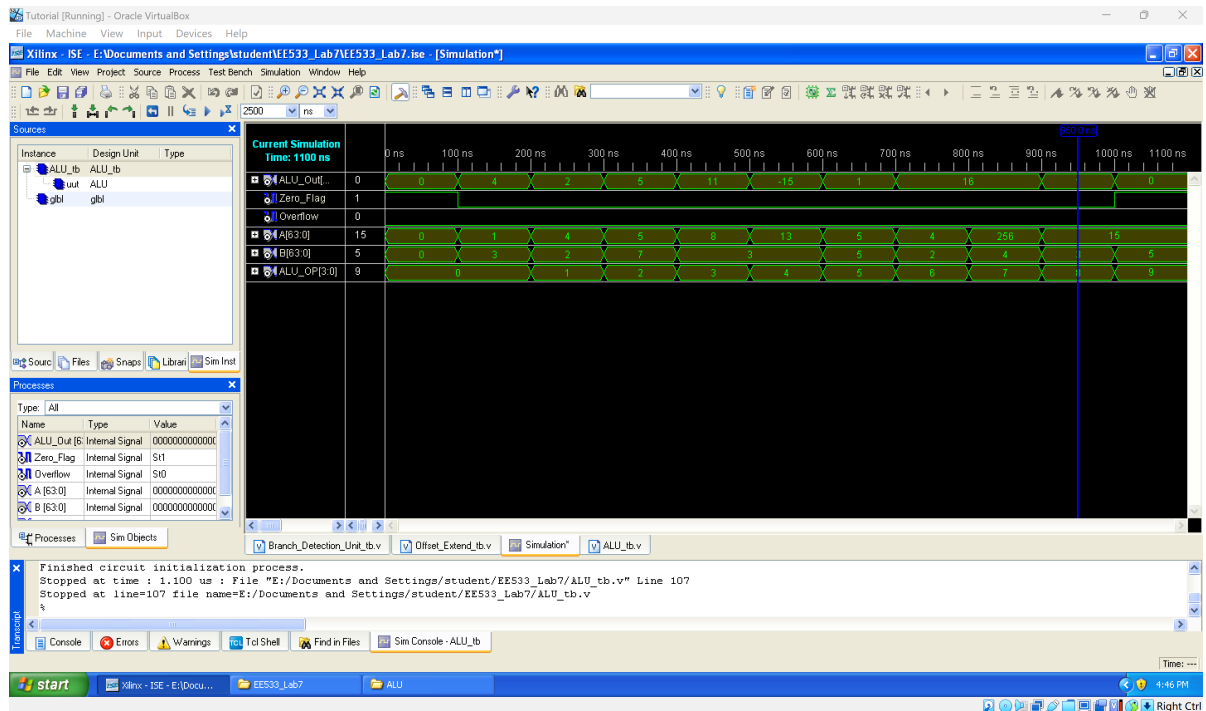 Tutorial [Running] - Oracle VirtualBox
File Machine View Input Devices Help
Xilinx - ISE - E:\Documents and Settings\student\EE533_Lab7\EE533_Lab7.ise - [Simulation*]
File Edit View Project Source Process Test Bench Simulation Window Help
2500 ns
Sources
Instance Design Unit Type
ALU_tb ALU_tb
uut ALU
glbl glbl
Sourc Files Snaps Librari Sim Inst
Processes
Type: All
Name Type Value
ALU_Out [6: Internal Signal 0000000000000
Zero_Flag Internal Signal St1
Overflow Internal Signal St0
A [63:0] Internal Signal 0000000000000
B [63:0] Internal Signal 0000000000000
Processes Sim Objects
950.0 ns
Current Simulation
Time: 1100 ns
0 ns 100 ns 200 ns 300 ns 400 ns 500 ns 600 ns 700 ns 800 ns 900 ns 1000 ns 1100 ns
ALU_Out[... 0 0 4 2 5 11 -15 1 16 0
Zero_Flag 1
Overflow 0
A[63:0] 15 0 1 4 5 8 13 5 4 256 15
B[63:0] 5 0 3 2 7 3 5 2 4 5
ALU_OP[3:0] 9 0 1 2 3 4 5 6 7 8 9
Branch_Detection_Unit_tb.v Offset_Extend_tb.v Simulation* ALU_tb.v
Finished circuit initialization process.
Stopped at time : 1.100 us : File "E:/Documents and Settings/student/EE533_Lab7/ALU_tb.v" Line 107
Stopped at line=107 file name=E:/Documents and Settings/student/EE533_Lab7/ALU_tb.v
%
Transcript
Console Errors Warnings Tcl Shell Find in Files Sim Console - ALU_tb
Time: ---
start Xilinx - ISE - E:\Docu... EE533_Lab7 ALU 4:46 PM
Right Ctrl